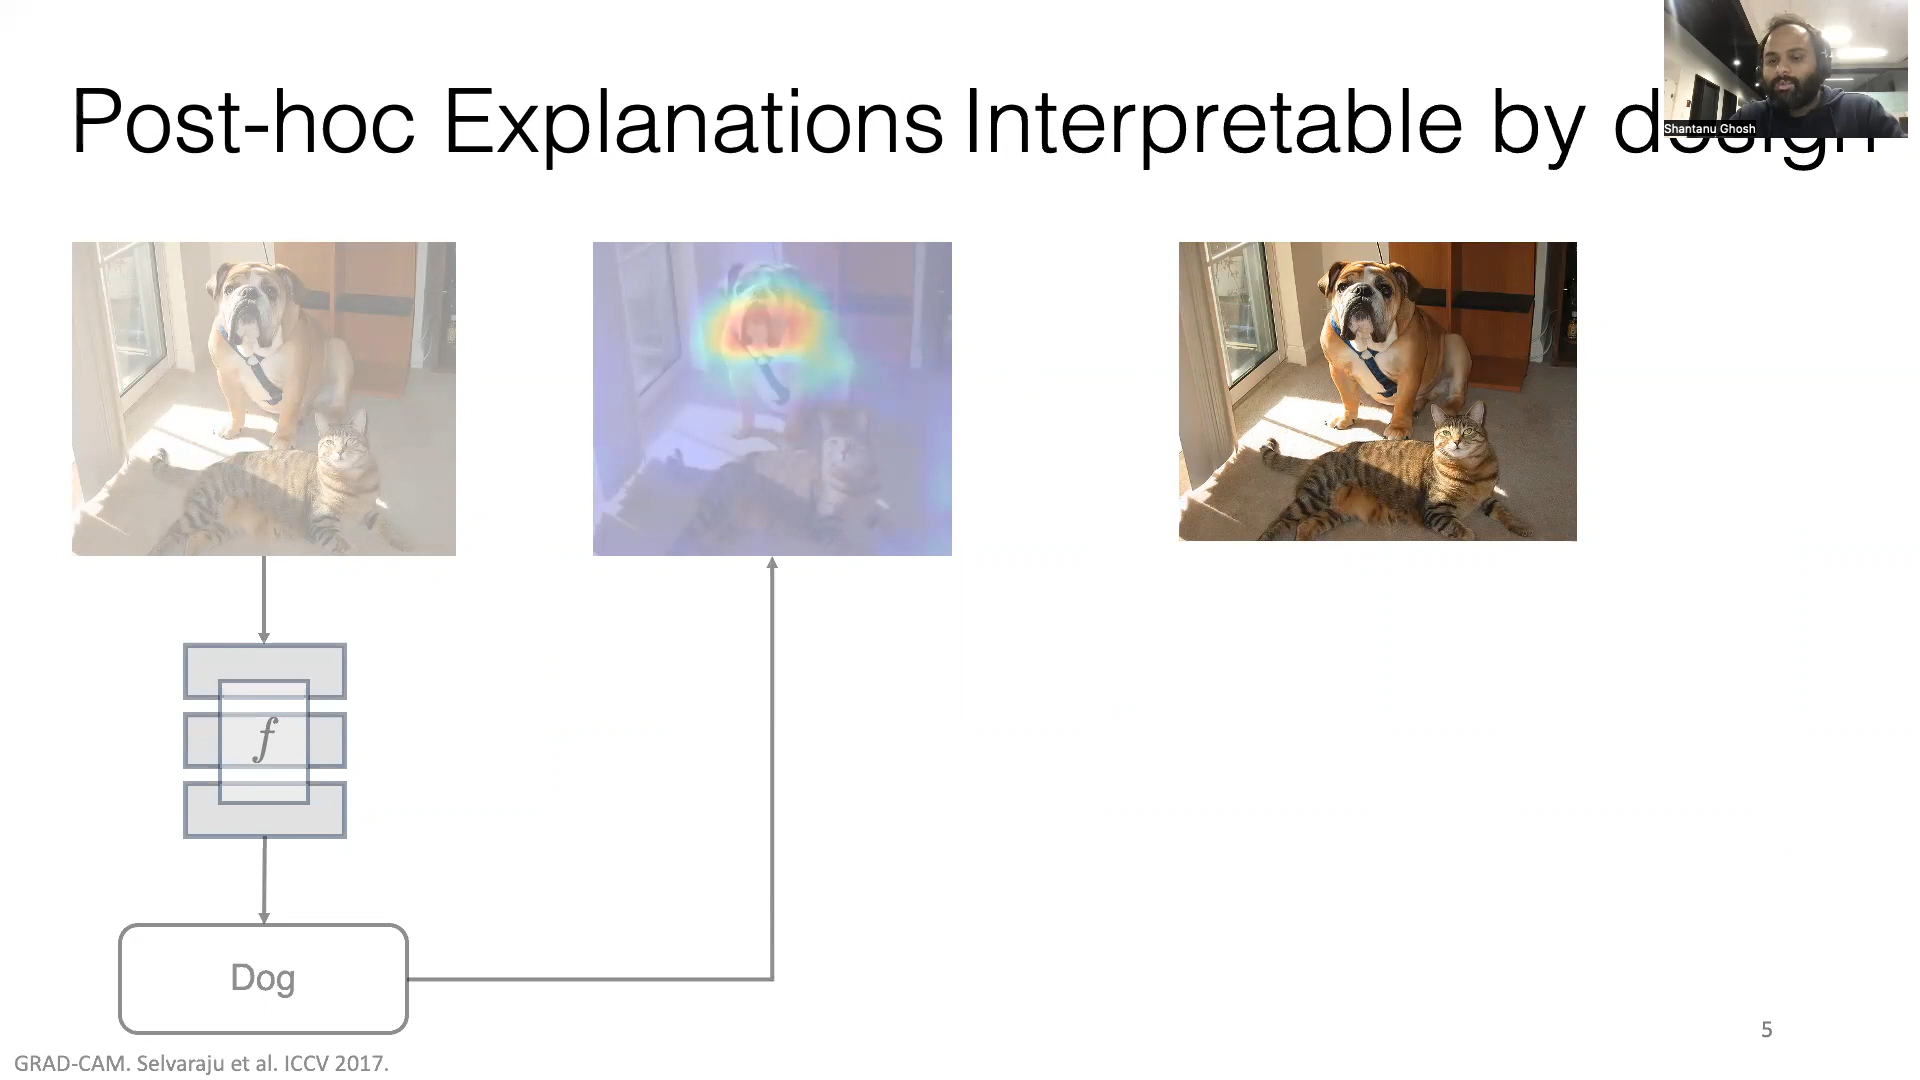 Post-hoc Explanations Interpretable by design
Shantanu Ghosh
f
Dog
5
GRAD-CAM. Selvaraju et al. ICCV 2017.